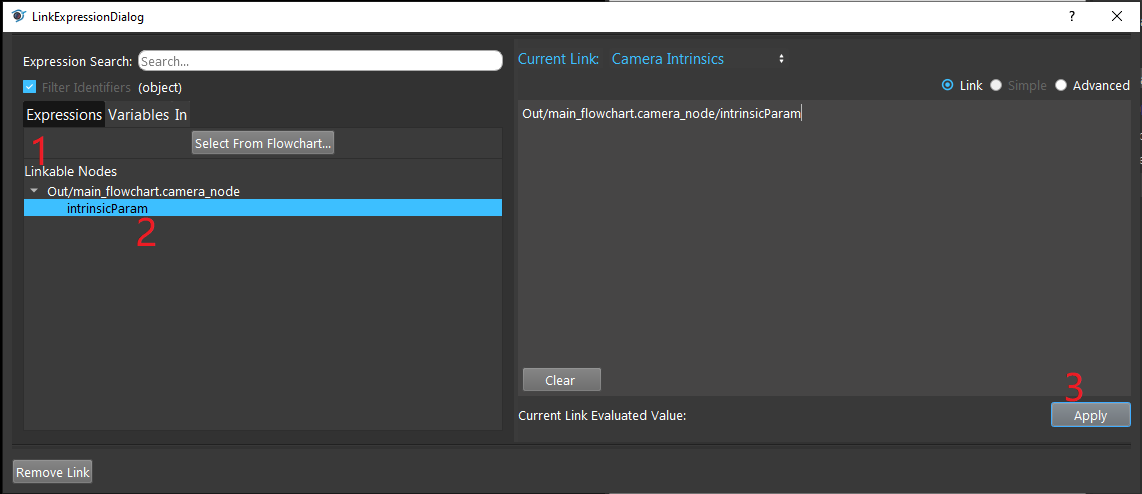 LinkExpressionDialog
?
Expression Search: Search...
Filter Identifiers (object)
Expressions Variables In
1
Select From Flowchart...
Linkable Nodes
Out/main_flowchart.camera_node
intrinsicParam
2
Current Link: Camera Intrinsics
Link Simple Advanced
Out/main_flowchart.camera_node/intrinsicParam
Clear
3
Current Link Evaluated Value:
Apply
Remove Link